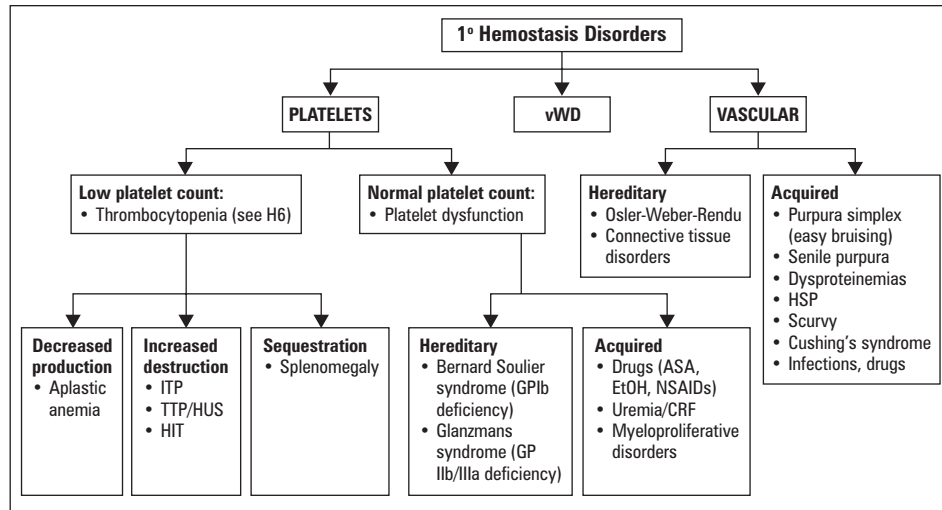 1º Hemostasis Disorders
PLATELETS
vWD
VASCULAR
Low platelet count:
• Thrombocytopenia (see H6)
Normal platelet count:
• Platelet dysfunction
Hereditary
• Osler-Weber-Rendu
• Connective tissue
disorders
Acquired
• Purpura simplex
(easy bruising)
• Senile purpura
• Dysproteinemias
• HSP
• Scurvy
• Cushing's syndrome
• Infections, drugs
Decreased
production
• Aplastic
anemia
Increased
destruction
• ITP
• TTP/HUS
• HIT
Sequestration
• Splenomegaly
Hereditary
• Bernard Soulier
syndrome (GPIb
deficiency)
• Glanzmans
syndrome (GP
IIb/IIIa deficiency)
Acquired
• Drugs (ASA,
EtOH, NSAIDs)
• Uremia/CRF
• Myeloproliferative
disorders